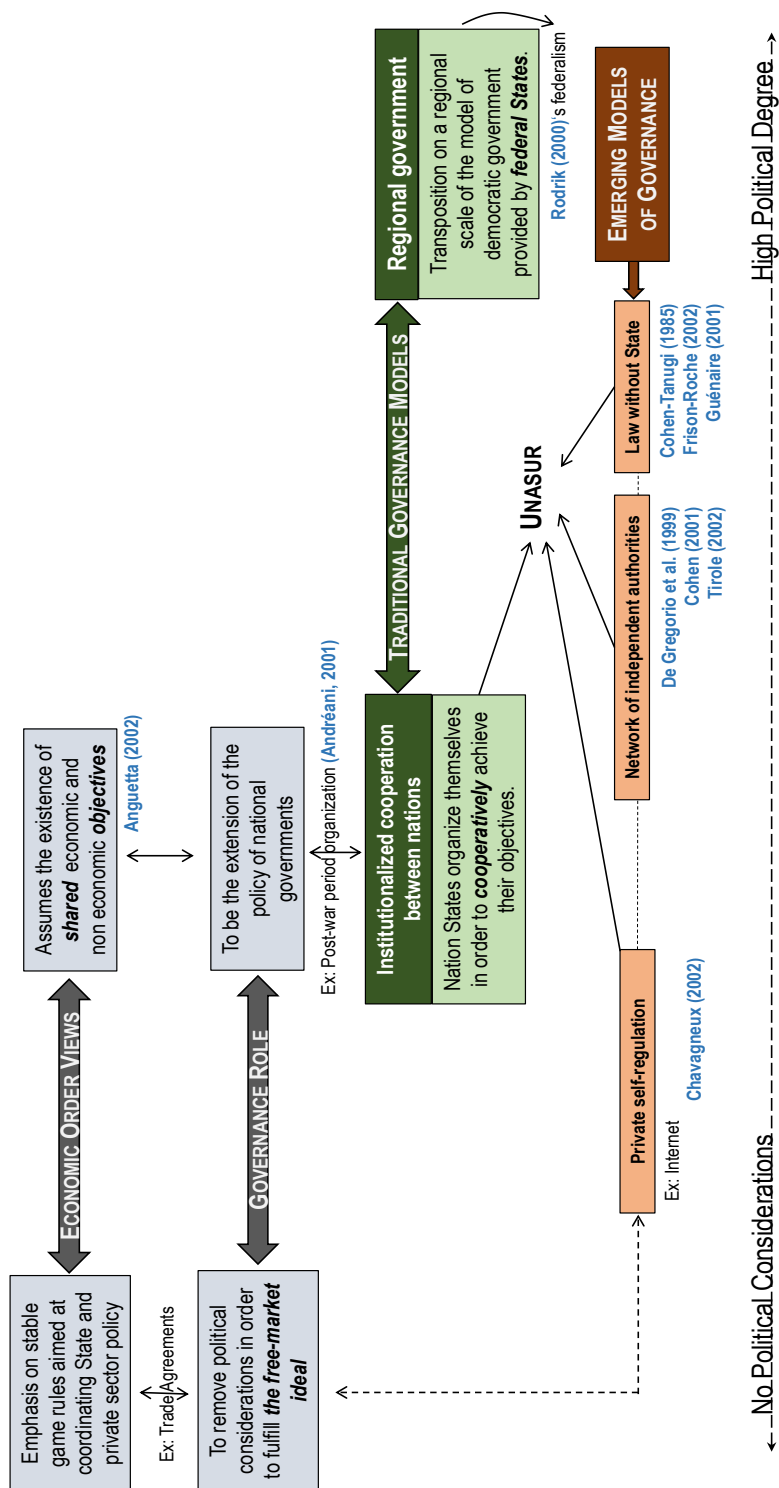 Emphasis on stable
game rules aimed at
coordinating State and
private sector policy
ECONOMIC ORDER VIEWS
Assumes the existence of
shared economic and
non economic objectives
Anguetta (2002)
Ex: Trade Agreements
To remove political
considerations in order
to fulfill the free-market
ideal
GOVERNANCE ROLE
To be the extension of the
policy of national
governments
Ex: Post-war period organization (Andréani, 2001)
Institutionalized cooperation
between nations
Nation States organize themselves
in order to cooperatively achieve
their objectives.
TRADITIONAL GOVERNANCE MODELS
Regional government
Transposition on a regional
scale of the model of
democratic government
provided by federal States.
Rodrik (2000)'s federalism
UNASUR
EMERGING MODELS
OF GOVERNANCE
Private self-regulation
Ex: Internet
Chavagneux (2002)
Network of independent authorities
De Gregorio et al. (1999)
Cohen (2001)
Tirole (2002)
Law without State
Cohen-Tanugi (1985)
Frison-Roche (2002)
Guénaire (2001)
No Political Considerations
High Political Degree